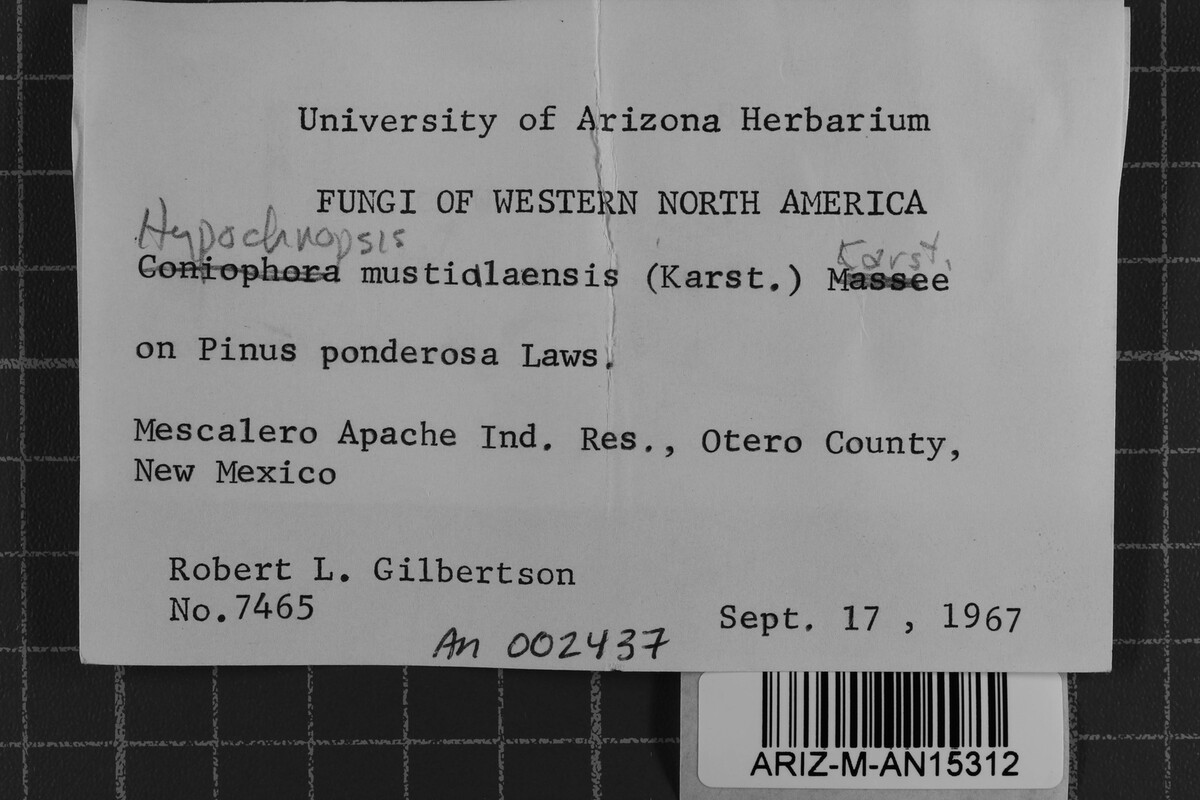 University of Arizona Herbarium
FUNGI OF WESTERN NORTH AMERICA
Hypochnopsis Karst.
Coniophora mustialaensis (Karst.) Massee
on Pinus ponderosa Laws.
Mescalero Apache Ind. Res., Otero County,
New Mexico
Robert L. Gilbertson
No.7465
Sept. 17 , 1967
An 002437
ARIZ-M-AN15312